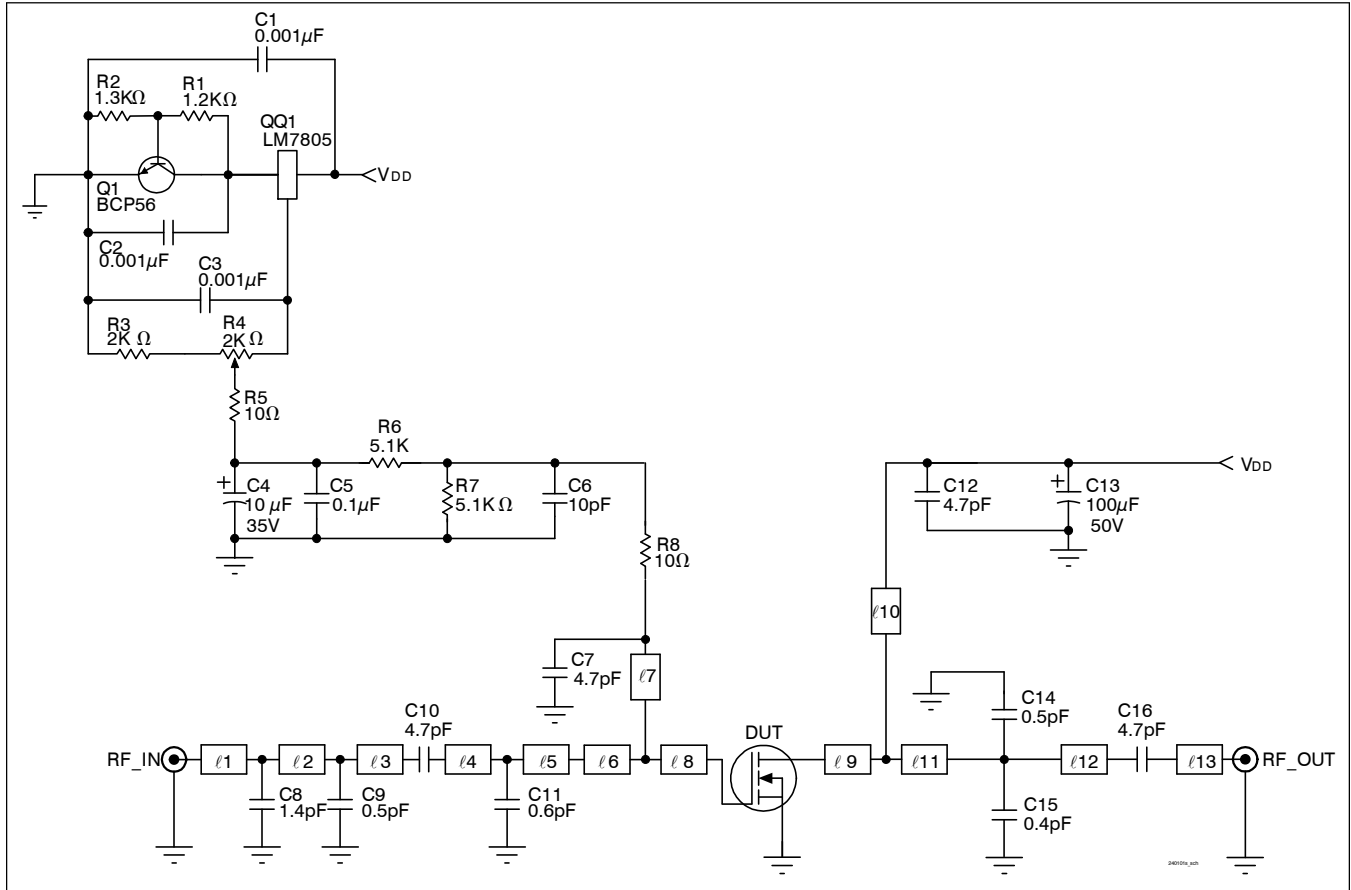 C1
0.001µF
R2
1.3KΩ
R1
1.2KΩ
QQ1
LM7805
VDD
Q1
BCP56
C2
0.001µF
C3
0.001µF
R3
2K Ω
R4
2K Ω
R5
10Ω
R6
5.1K
+
C4
10 µF
35V
C5
0.1µF
R7
5.1K Ω
C6
10pF
R8
10Ω
C12
4.7pF
+
C13
100µF
50V
VDD
ℓ10
C7
4.7pF
ℓ7
C10
4.7pF
DUT
C14
0.5pF
C16
4.7pF
RF_IN
ℓ1
ℓ2
ℓ3
ℓ4
ℓ5
ℓ6
ℓ 8
ℓ 9
ℓ11
ℓ12
ℓ13
RF_OUT
C8
1.4pF
C9
0.5pF
C11
0.6pF
C15
0.4pF